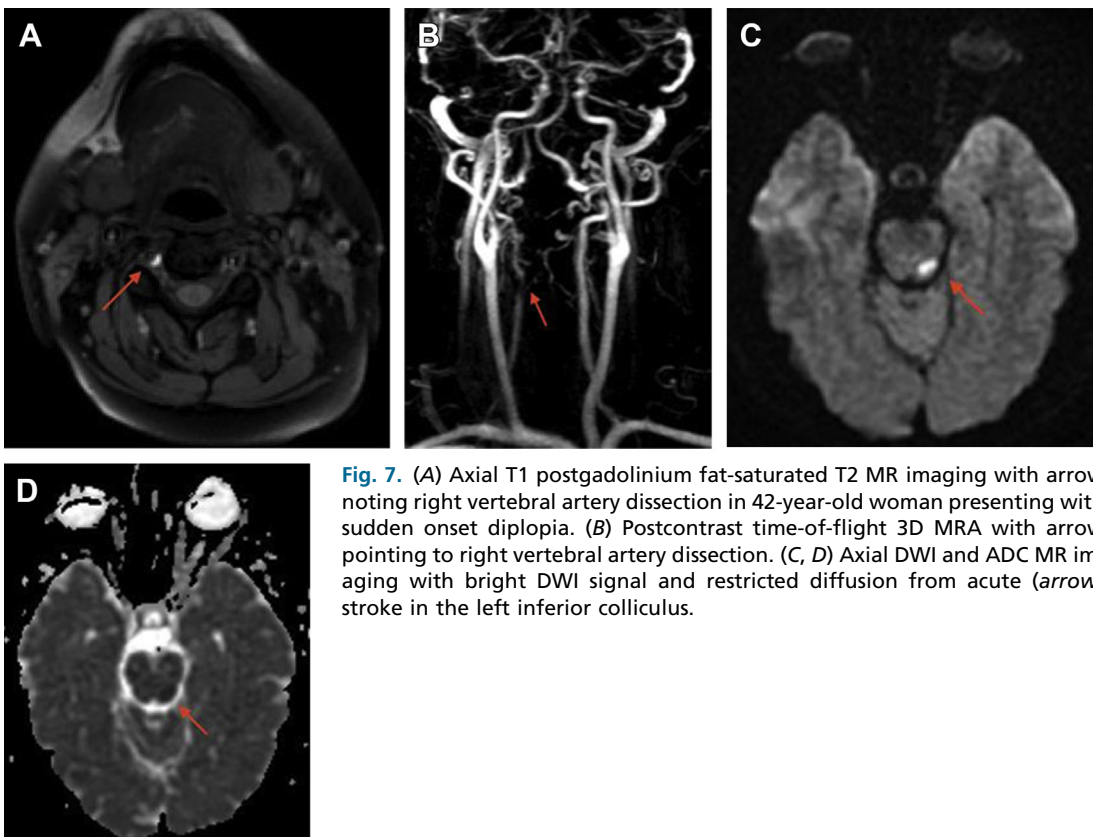 A
B
C
D
Fig. 7. (A) Axial T1 postgadolinium fat-saturated T2 MR imaging with arrow
noting right vertebral artery dissection in 42-year-old woman presenting wit
sudden onset diplopia. (B) Postcontrast time-of-flight 3D MRA with arrow
pointing to right vertebral artery dissection. (C, D) Axial DWI and ADC MR im
aging with bright DWI signal and restricted diffusion from acute (arrow
stroke in the left inferior colliculus.